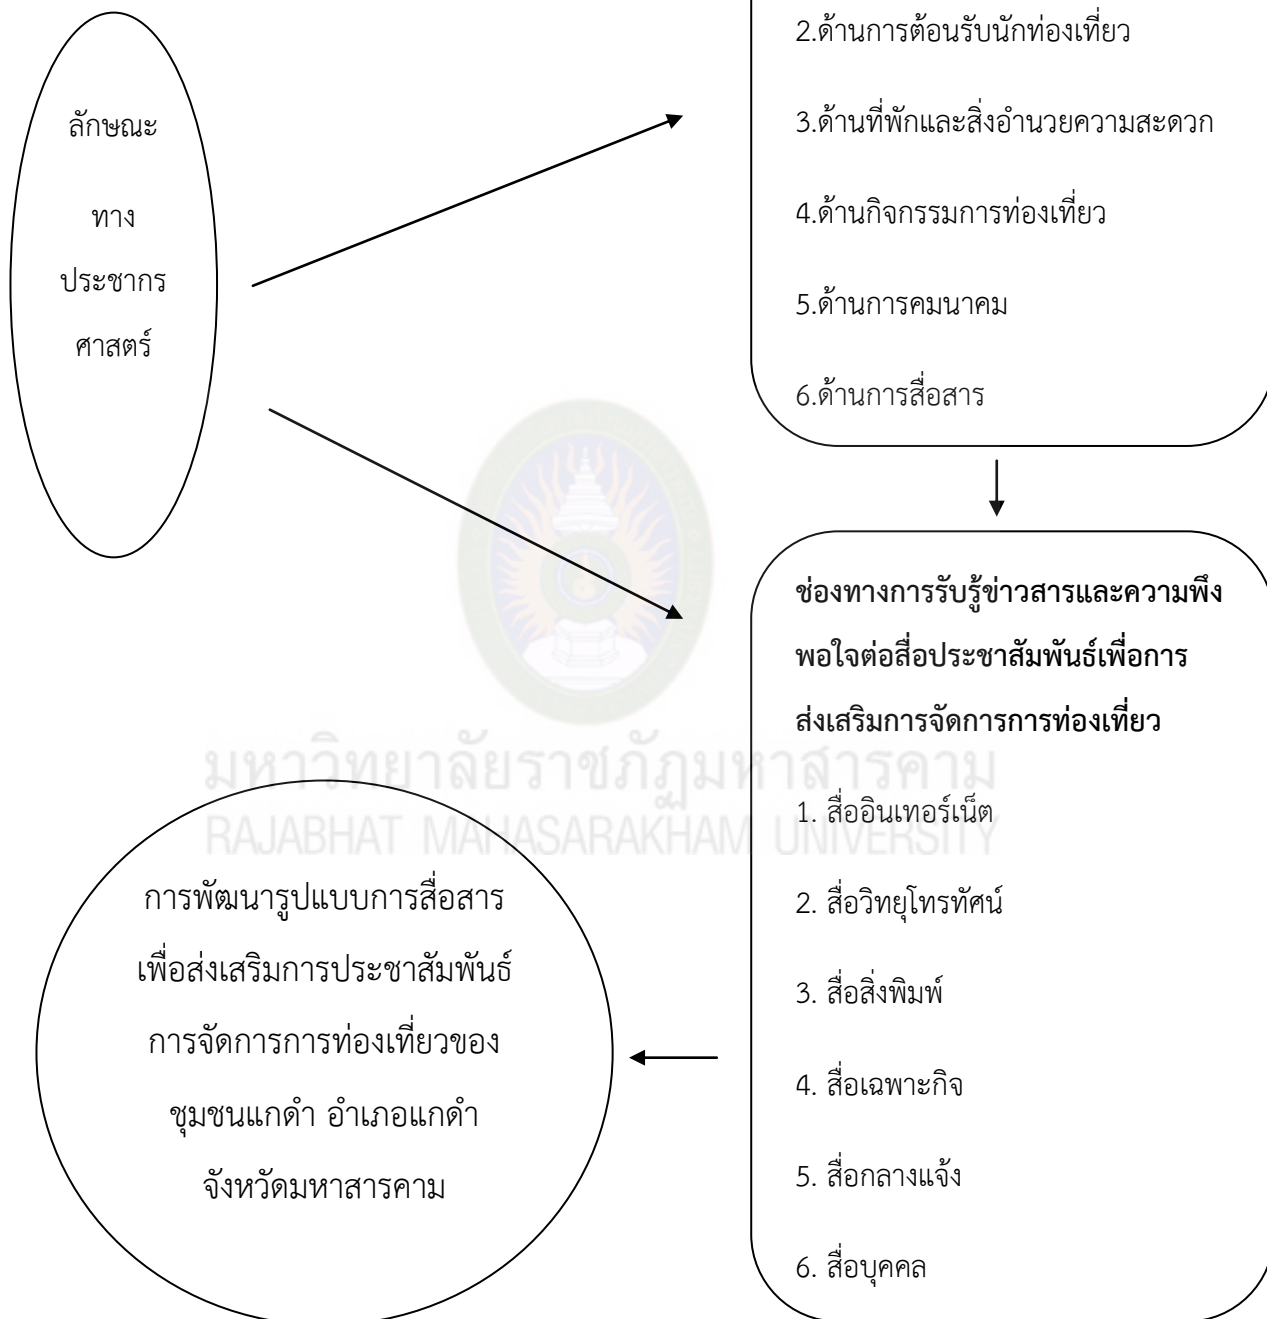 ลักษณะ
ทาง
ประชากร
ศาสตร์
2.ด้านการต้อนรับนักท่องเที่ยว
3.ด้านที่พักและสิ่งอำนวยความสะดวก
4.ด้านกิจกรรมการท่องเที่ยว
5.ด้านการคมนาคม
6.ด้านการสื่อสาร
ช่องทางการรับรู้ข่าวสารและความพึง
พอใจต่อสื่อประชาสัมพันธ์เพื่อการ
ส่งเสริมการจัดการการท่องเที่ยว
1. สื่ออินเทอร์เน็ต
2. สื่อวิทยุโทรทัศน์
3. สื่อสิ่งพิมพ์
4. สื่อเฉพาะกิจ
5. สื่อกลางแจ้ง
6. สื่อบุคคล
การพัฒนารูปแบบการสื่อสาร
เพื่อส่งเสริมการประชาสัมพันธ์
การจัดการการท่องเที่ยวของ
ชุมชนแกดำ อำเภอแกดำ
จังหวัดมหาสารคาม
มหาวิทยาลัยราชภัฏมหาสารคาม
RAJABHAT MAHASARAKHAM UNIVERSITY